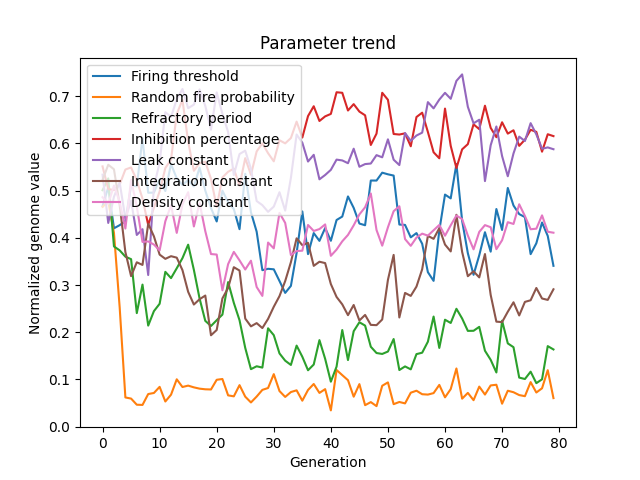 Parameter trend
Firing threshold
Random fire probability
Refractory period
Inhibition percentage
Leak constant
Integration constant
Density constant
Normalized genome value
0.7
0.6
0.5
0.4
0.3
0.2
0.1
0.0
0 10 20 30 40 50 60 70 80
Generation